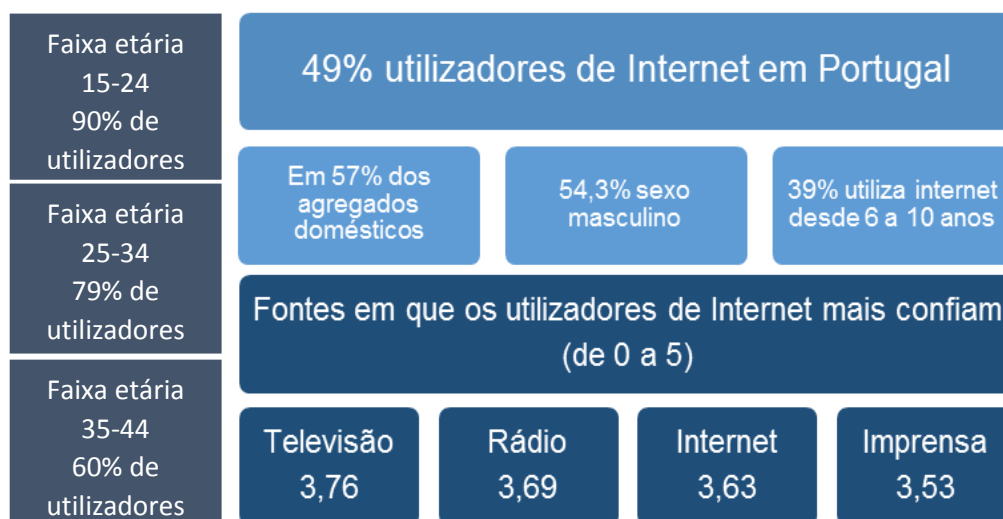 Faixa etária
15-24
90% de
utilizadores
Faixa etária
25-34
79% de
utilizadores
Faixa etária
35-44
60% de
utilizadores
49% utilizadores de Internet em Portugal
Em 57% dos
agregados
domésticos
54,3% sexo
masculino
39% utiliza internet
desde 6 a 10 anos
Fontes em que os utilizadores de Internet mais confiam
(de 0 a 5)
Televisão
3,76
Rádio
3,69
Internet
3,63
Imprensa
3,53